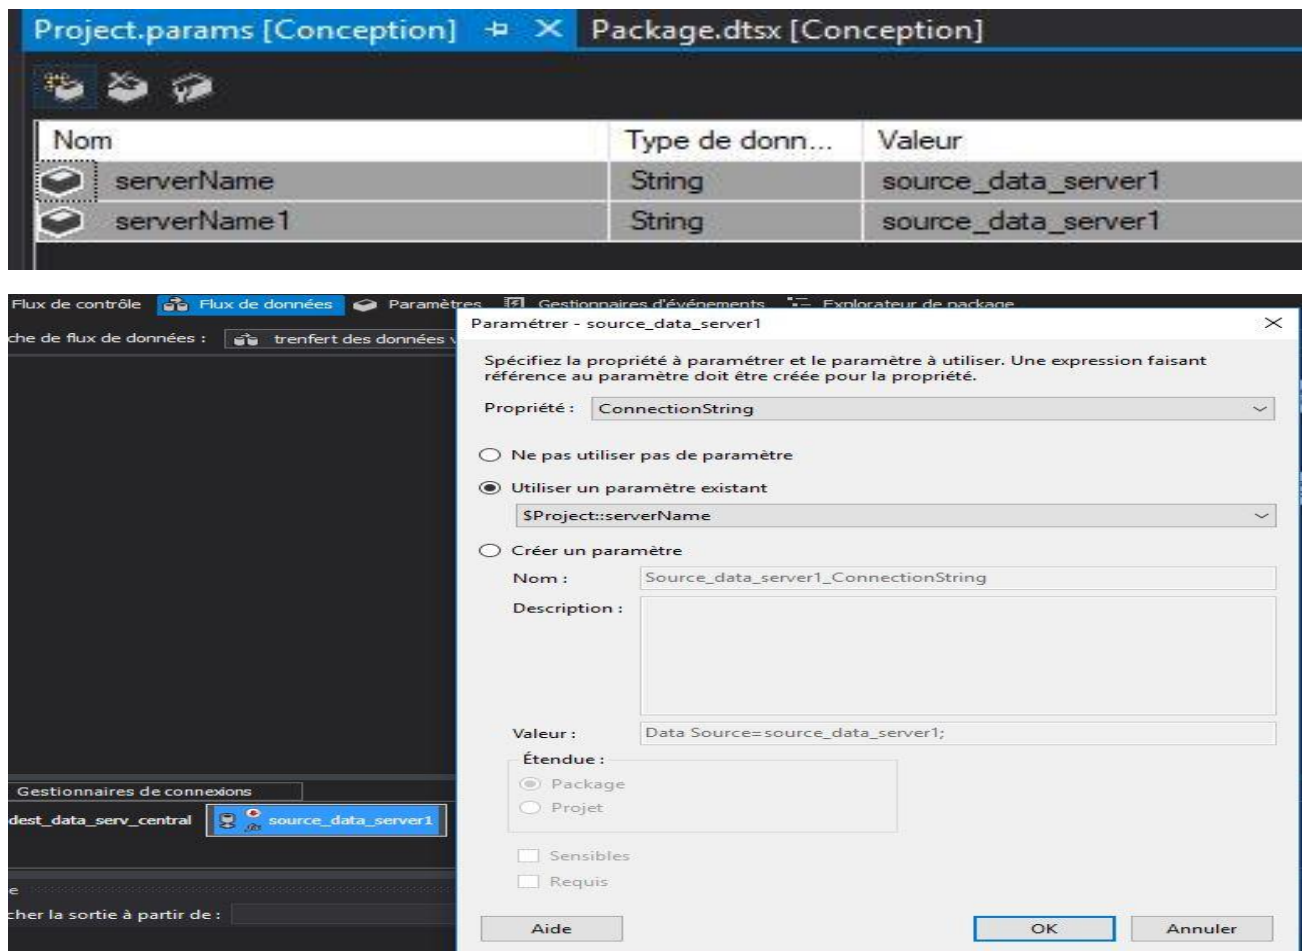 Project.params [Conception] Package.dtsx [Conception]
Nom Type de donn... Valeur
serverName String source_data_server1
serverName1 String source_data_server1
Flux de contrôle Flux de données Paramètres Gestionnaires d'événements Explorateur de package
Paramétrer - source_data_server1
che de flux de données : trenfert des données v
Spécifiez la propriété à paramétrer et le paramètre à utiliser. Une expression faisant
référence au paramètre doit être créée pour la propriété.
Propriété : ConnectionString
Ne pas utiliser pas de paramètre
Utiliser un paramètre existant
$Project::serverName
Créer un paramètre
Nom : Source_data_server1_ConnectionString
Description :
Valeur : Data Source=source_data_server1;
Étendue :
Package
Projet
Gestionnaires de connexions
dest_data_serv_central source_data_server1
Sensibles
Requis
e
cher la sortie à partir de :
Aide OK Annuler